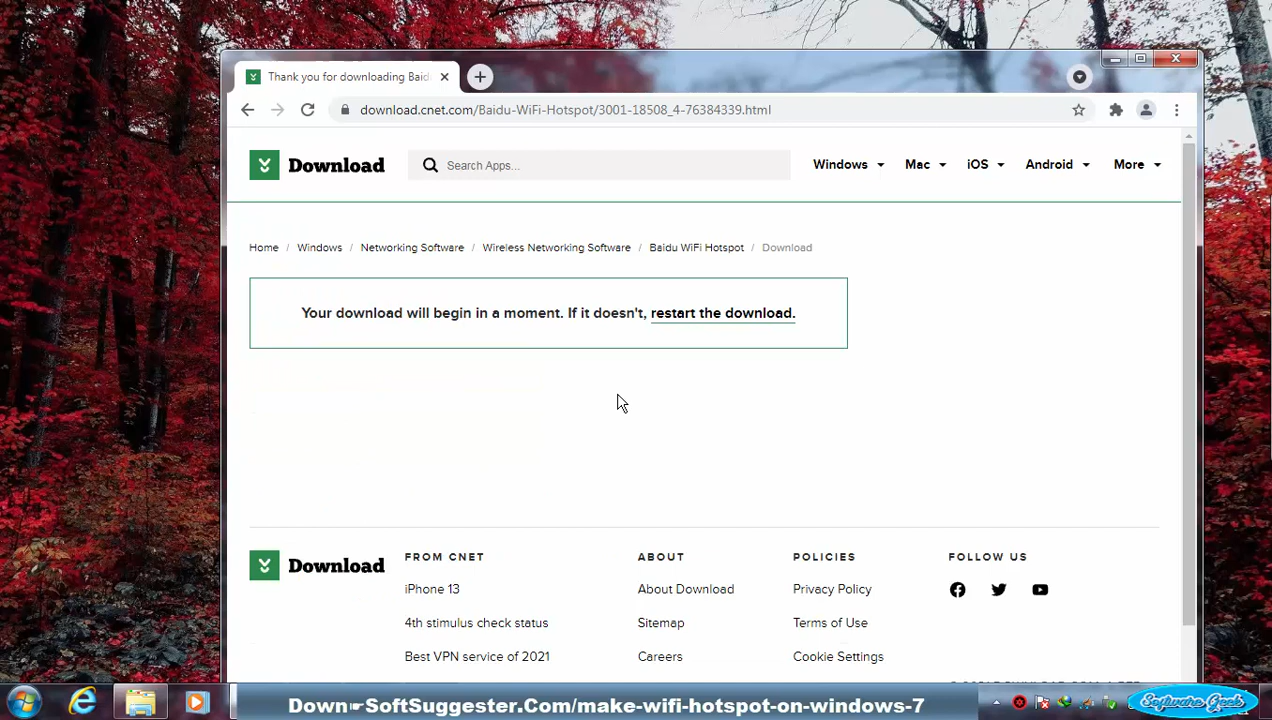 Thank you for downloading Baid
download.cnet.com/Baidu-WiFi-Hotspot/3001-18508_4-76384339.html
Download
Search Apps...
Windows
Mac
iOS
Android
More
Home / Windows / Networking Software / Wireless Networking Software / Baidu WiFi Hotspot / Download
Your download will begin in a moment. If it doesn't, restart the download.
Download
FROM CNET
iPhone 13
4th stimulus check status
Best VPN service of 2021
ABOUT
About Download
Sitemap
Careers
POLICIES
Privacy Policy
Terms of Use
Cookie Settings
FOLLOW US
Down☛SoftSuggester.Com/make-wifi-hotspot-on-windows-7
Software Geek